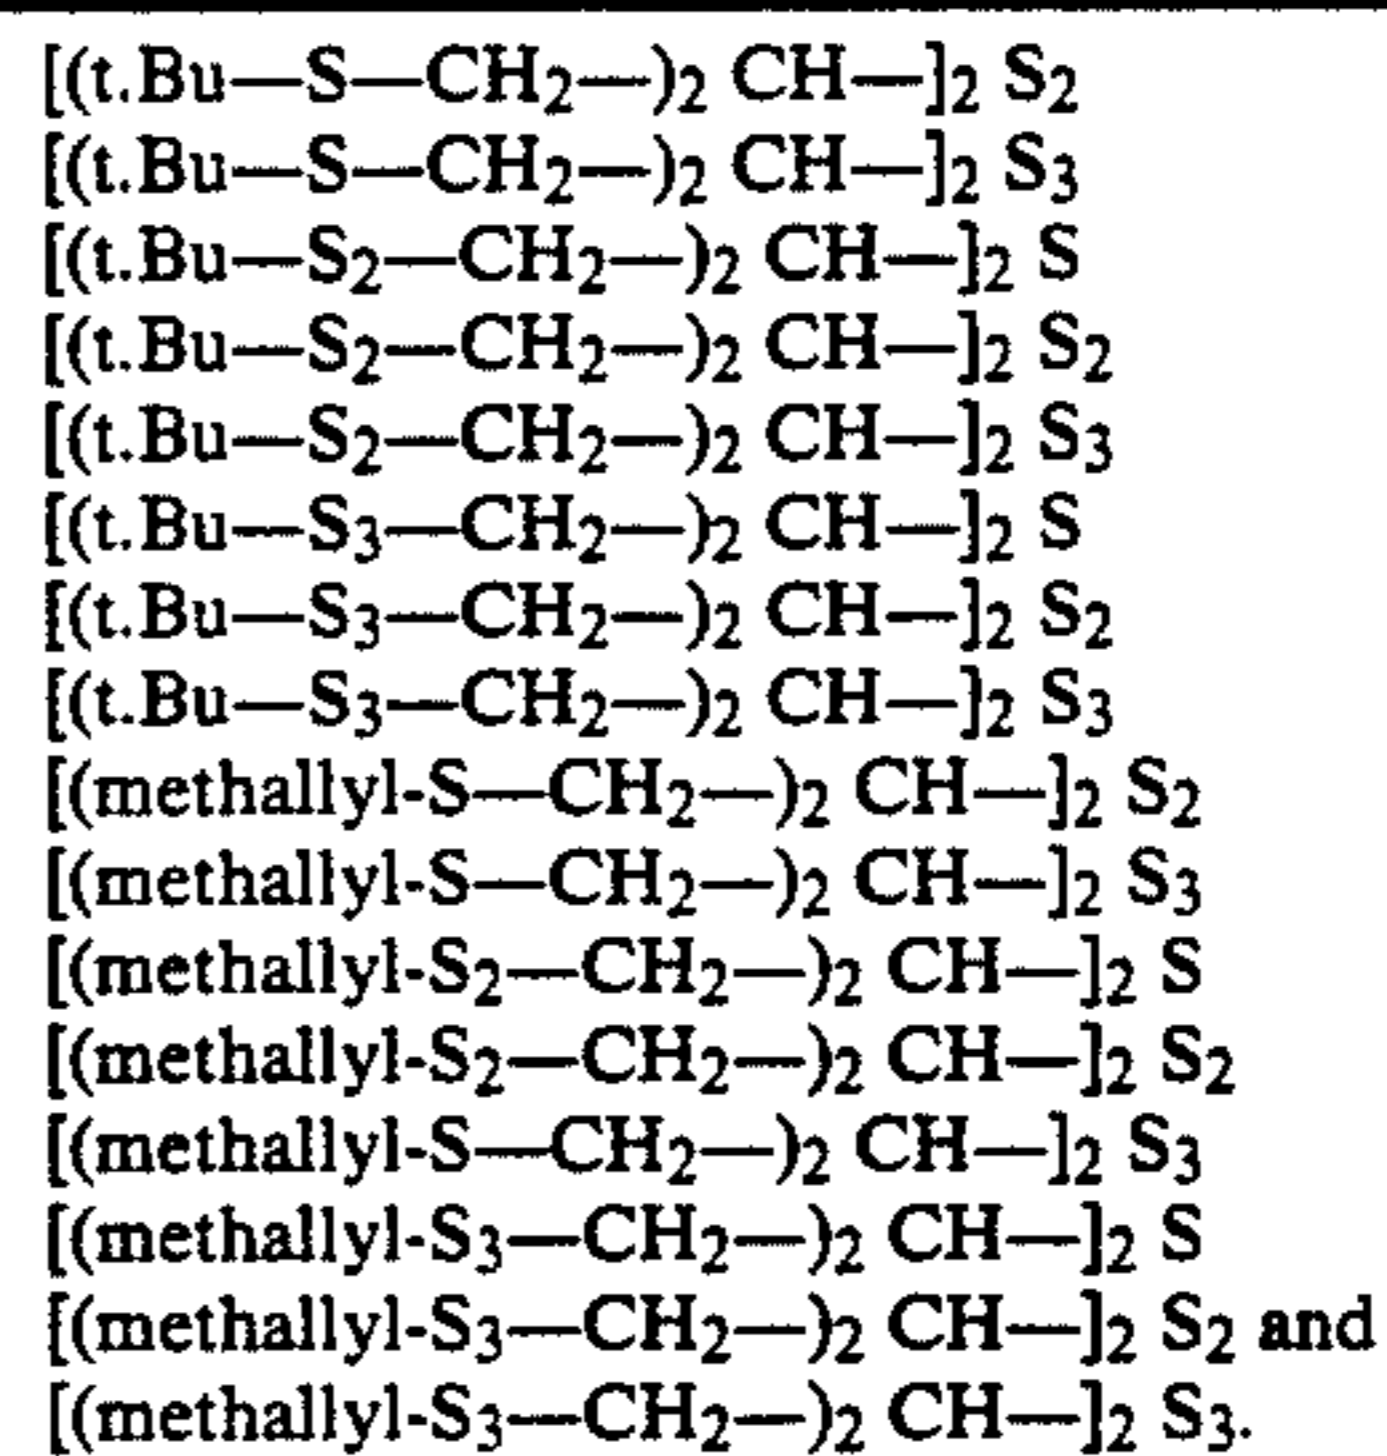 [(t.Bu—S—CH₂—)₂ CH—]₂ S₂
[(t.Bu—S—CH₂—)₂ CH—]₂ S₃
[(t.Bu—S₂—CH₂—)₂ CH—]₂ S
[(t.Bu—S₂—CH₂—)₂ CH—]₂ S₂
[(t.Bu—S₂—CH₂—)₂ CH—]₂ S₃
[(t.Bu—S₃—CH₂—)₂ CH—]₂ S
[(t.Bu—S₃—CH₂—)₂ CH—]₂ S₂
[(t.Bu—S₃—CH₂—)₂ CH—]₂ S₃
[(methallyl-S—CH₂—)₂ CH—]₂ S₂
[(methallyl-S—CH₂—)₂ CH—]₂ S₃
[(methallyl-S₂—CH₂—)₂ CH—]₂ S
[(methallyl-S₂—CH₂—)₂ CH—]₂ S₂
[(methallyl-S—CH₂—)₂ CH—]₂ S₃
[(methallyl-S₃—CH₂—)₂ CH—]₂ S
[(methallyl-S₃—CH₂—)₂ CH—]₂ S₂ and
[(methallyl-S₃—CH₂—)₂ CH—]₂ S₃.